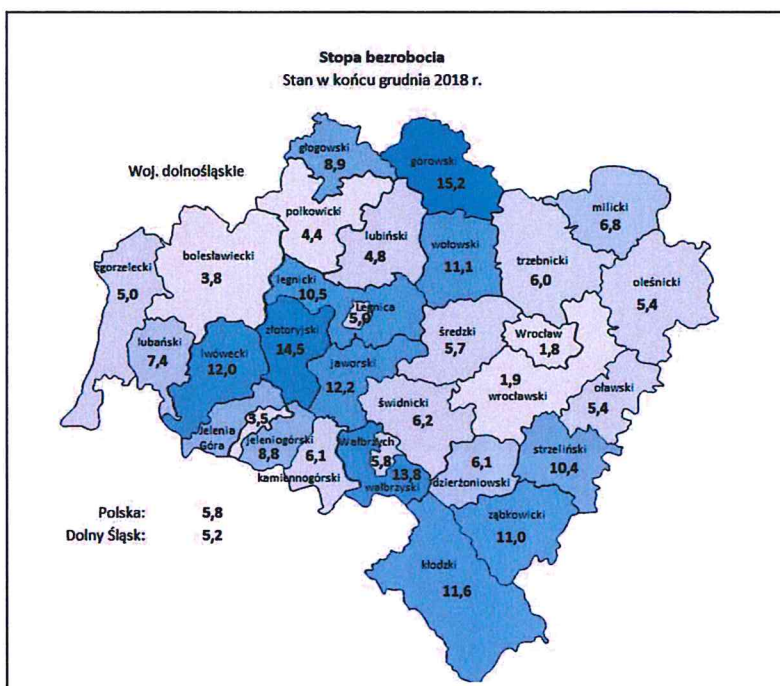 Stopa bezrobocia
Stan w końcu grudnia 2018 r.
Woj. dolnośląskie
głogowski
8,9
górowski
15,2
milicki
6,8
polkowicki
4,4
lubiński
4,8
wołowski
11,1
trzebnicki
6,0
oleśnicki
5,4
zgorzelecki
5,0
bolesławiecki
3,8
legnicki
10,5
Legnica
5,0
średzki
5,7
Wrocław
1,8
lubański
7,4
lwówecki
12,0
złotoryjski
14,5
jaworski
12,2
1,9
wrocławski
oławski
5,4
świdnicki
6,2
Jelenia
Góra
3,5
jeleniogórski
8,8
6,1
kamiennogórski
Wałbrzych
5,8
13,8
wałbrzyski
6,1
dzierżoniowski
strzeliński
10,4
ząbkowicki
11,0
kłodzki
11,6
Polska: 5,8
Dolny Śląsk: 5,2